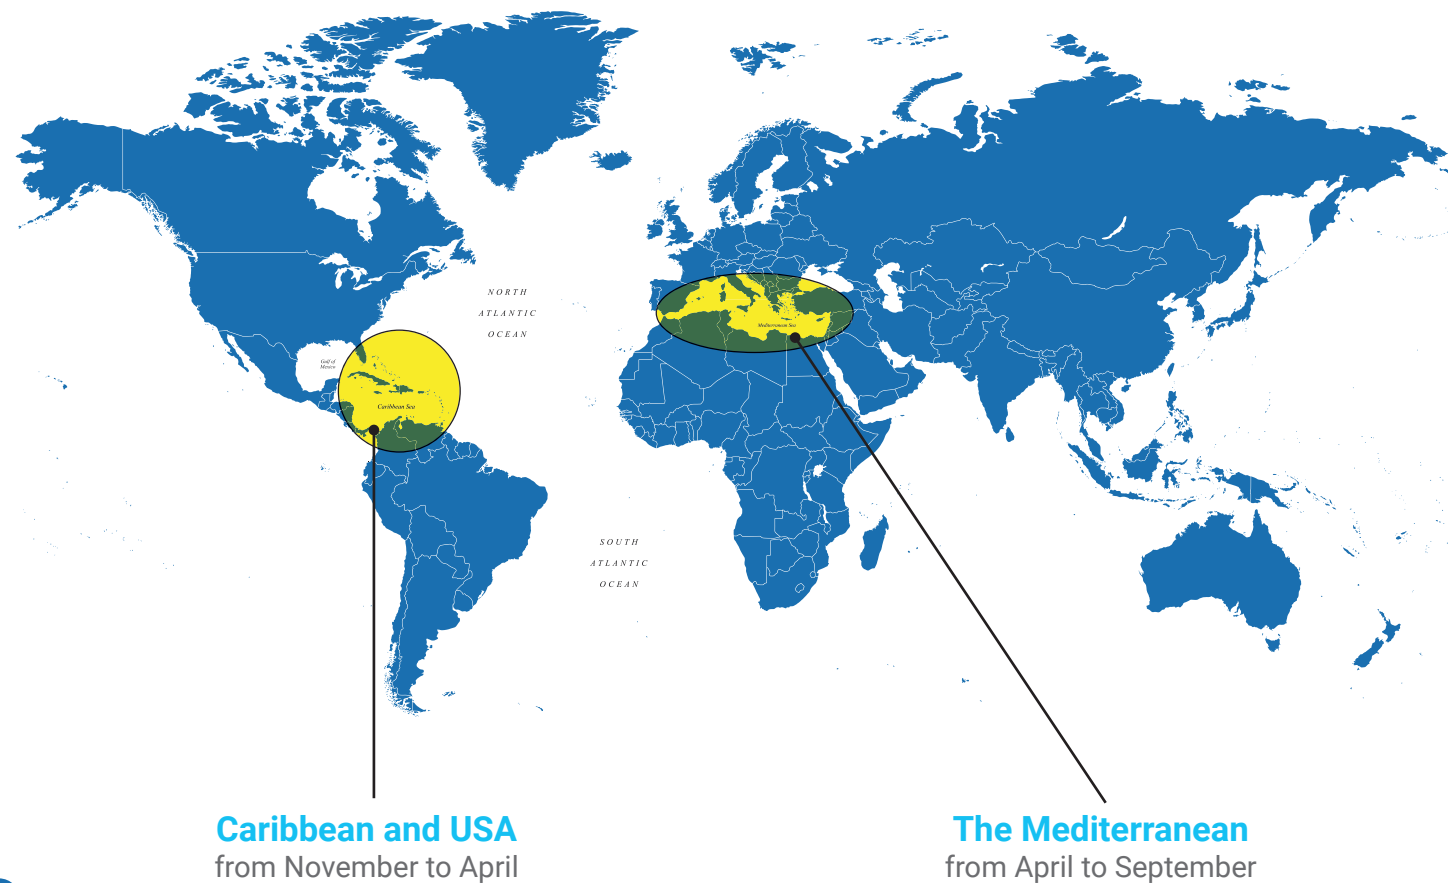 NORTH
ATLANTIC
OCEAN
Gulf of
Mexico
Mediterranean Sea
Caribbean Sea
SOUTH
ATLANTIC
OCEAN
Caribbean and USA
from November to April
The Mediterranean
from April to September